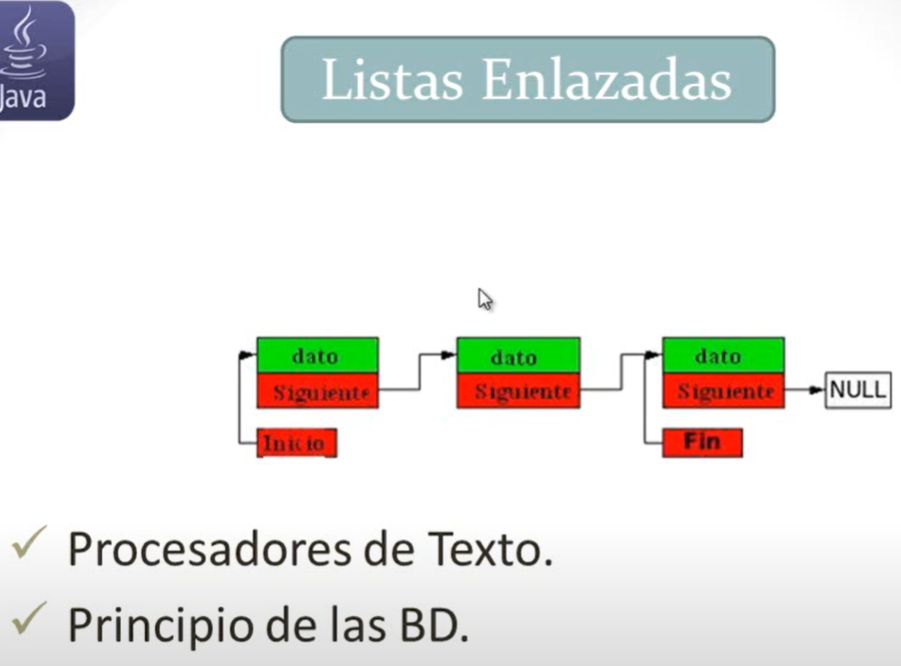 Java
Listas Enlazadas
dato dato dato
Siguiente Siguiente Siguiente NULL
Inicio Fin
Procesadores de Texto.
Principio de las BD.